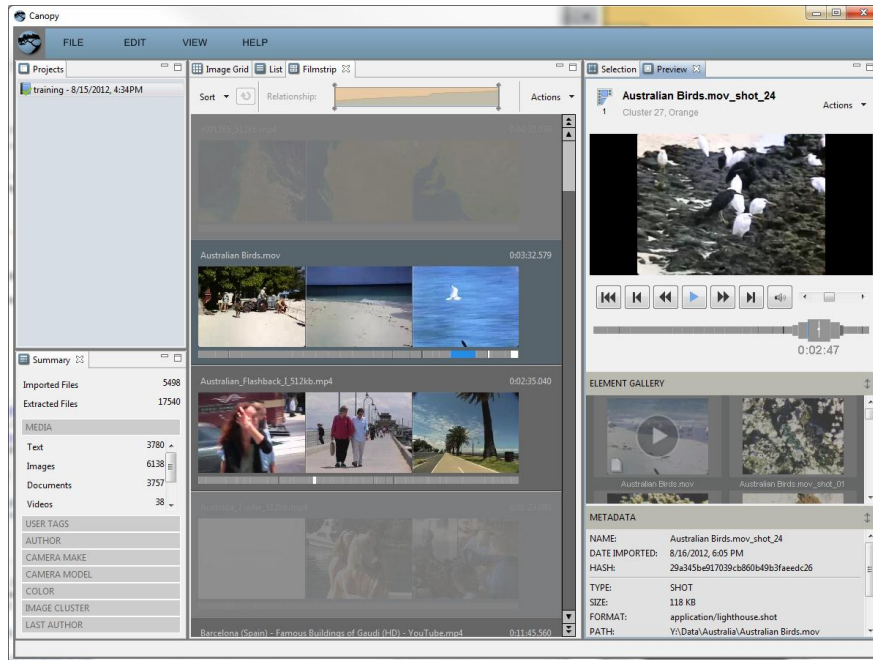 Canopy
FILE EDIT VIEW HELP
Projects
training - 8/15/2012, 4:34PM
Summary
Imported Files 5498
Extracted Files 17540
MEDIA
Text 3780
Images 6138
Documents 3757
Videos 38
USER TAGS
AUTHOR
CAMERA MAKE
CAMERA MODEL
COLOR
IMAGE CLUSTER
LAST AUTHOR
Image Grid List Filmstrip
Sort Relationship: Actions
Australian Birds.mov 0:03:32.579
Australian_Flashback_I_512kb.mp4 0:02:35.040
Barcelona (Spain) - Famous Buildings of Gaudi (HD) - YouTube.mp4 0:11:45.560
Selection Preview
Australian Birds.mov_shot_24
1 Cluster 27, Orange
Actions
0:02:47
ELEMENT GALLERY
Australian Birds.mov Australian Birds.mov_shot_01
METADATA
NAME: Australian Birds.mov_shot_24
DATE IMPORTED: 8/16/2012, 6:05 PM
HASH: 29a345be917039cb860b49b3faeedc26
TYPE: SHOT
SIZE: 118 KB
FORMAT: application/lighthouse.shot
PATH: Y:\Data\Australia\Australian Birds.mov